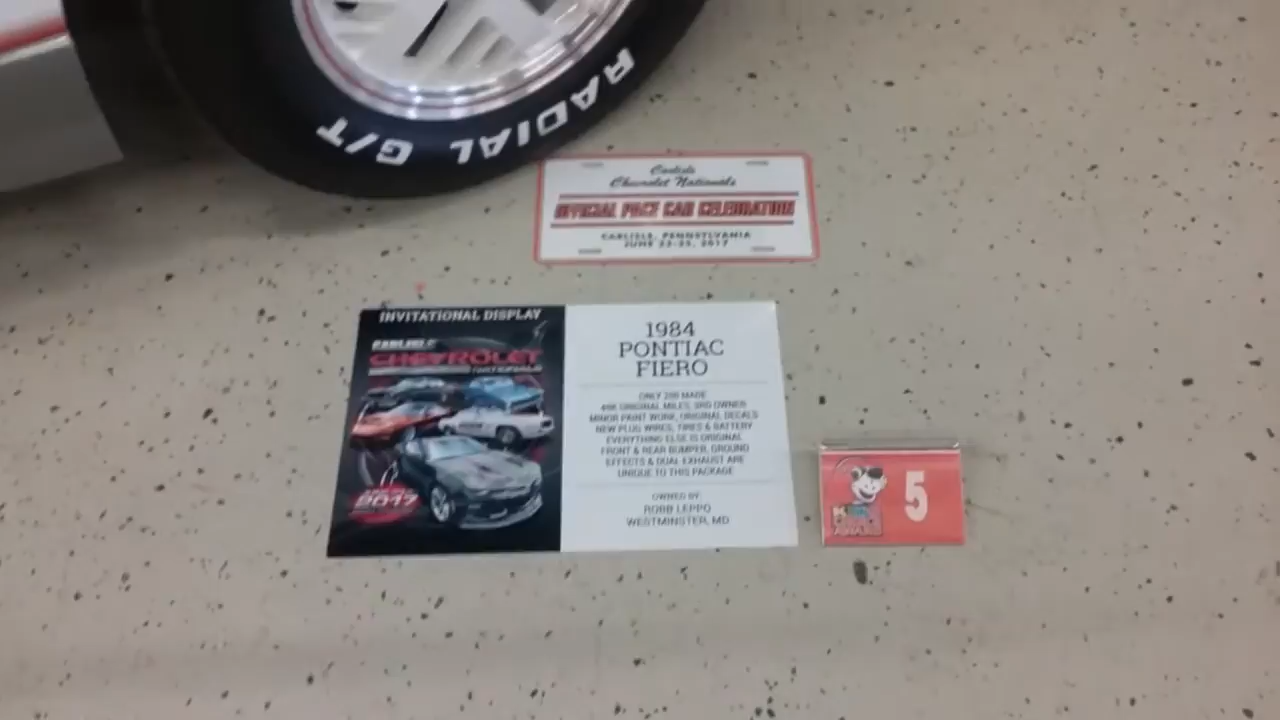 RADIAL G/T
Carlisle
Chevrolet Nationals
OFFICIAL PACE CAR CELEBRATION
CARLISLE, PENNSYLVANIA
JUNE 23-25, 2017
INVITATIONAL DISPLAY
CARLISLE
CHEVROLET
NATIONALS
2017
1984
PONTIAC
FIERO
ONLY 200 MADE
ORIGINAL MILES, 3RD OWNER
MINOR PAINT WORK, ORIGINAL DECALS
NEW PLUG WIRES, TIRES & BATTERY
EVERYTHING ELSE IS ORIGINAL
FRONT & REAR BUMPER, GROUND
EFFECTS & DUAL EXHAUST ARE
UNIQUE TO THIS PACKAGE
OWNED BY:
ROBB LEPPO
WESTMINSTER, MD
5